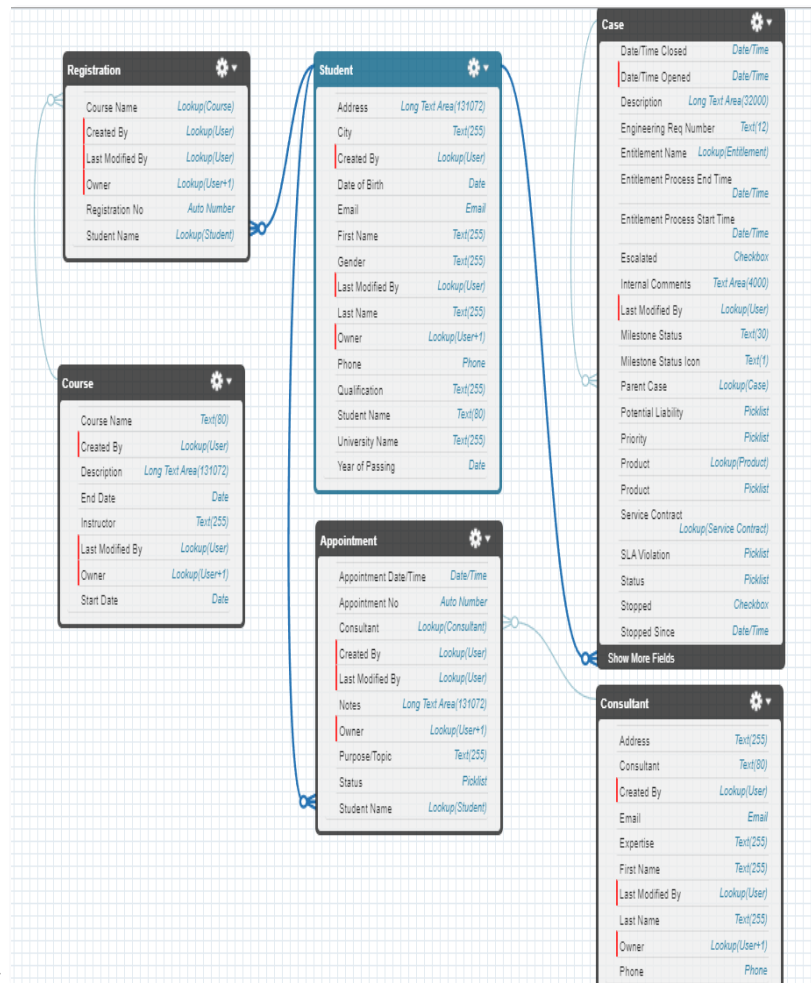 Registration
Course Name Lookup(Course)
Created By Lookup(User)
Last Modified By Lookup(User)
Owner Lookup(User+1)
Registration No Auto Number
Student Name Lookup(Student)
Course
Course Name Text(80)
Created By Lookup(User)
Description Long Text Area(131072)
End Date Date
Instructor Text(255)
Last Modified By Lookup(User)
Owner Lookup(User+1)
Start Date Date
Student
Address Long Text Area(131072)
City Text(255)
Created By Lookup(User)
Date of Birth Date
Email Email
First Name Text(255)
Gender Text(255)
Last Modified By Lookup(User)
Last Name Text(255)
Owner Lookup(User+1)
Phone Phone
Qualification Text(255)
Student Name Text(80)
University Name Text(255)
Year of Passing Date
Appointment
Appointment Date/Time Date/Time
Appointment No Auto Number
Consultant Lookup(Consultant)
Created By Lookup(User)
Last Modified By Lookup(User)
Notes Long Text Area(131072)
Owner Lookup(User+1)
Purpose/Topic Text(255)
Status Picklist
Student Name Lookup(Student)
Case
Date/Time Closed Date/Time
Date/Time Opened Date/Time
Description Long Text Area(32000)
Engineering Req Number Text(12)
Entitlement Name Lookup(Entitlement)
Entitlement Process End Time
Date/Time
Entitlement Process Start Time
Date/Time
Escalated Checkbox
Internal Comments Text Area(4000)
Last Modified By Lookup(User)
Milestone Status Text(30)
Milestone Status Icon Text(1)
Parent Case Lookup(Case)
Potential Liability Picklist
Priority Picklist
Product Lookup(Product)
Product Picklist
Service Contract
Lookup(Service Contract)
SLA Violation Picklist
Status Picklist
Stopped Checkbox
Stopped Since Date/Time
Show More Fields
Consultant
Address Text(255)
Consultant Text(80)
Created By Lookup(User)
Email Email
Expertise Text(255)
First Name Text(255)
Last Modified By Lookup(User)
Last Name Text(255)
Owner Lookup(User+1)
Phone Phone